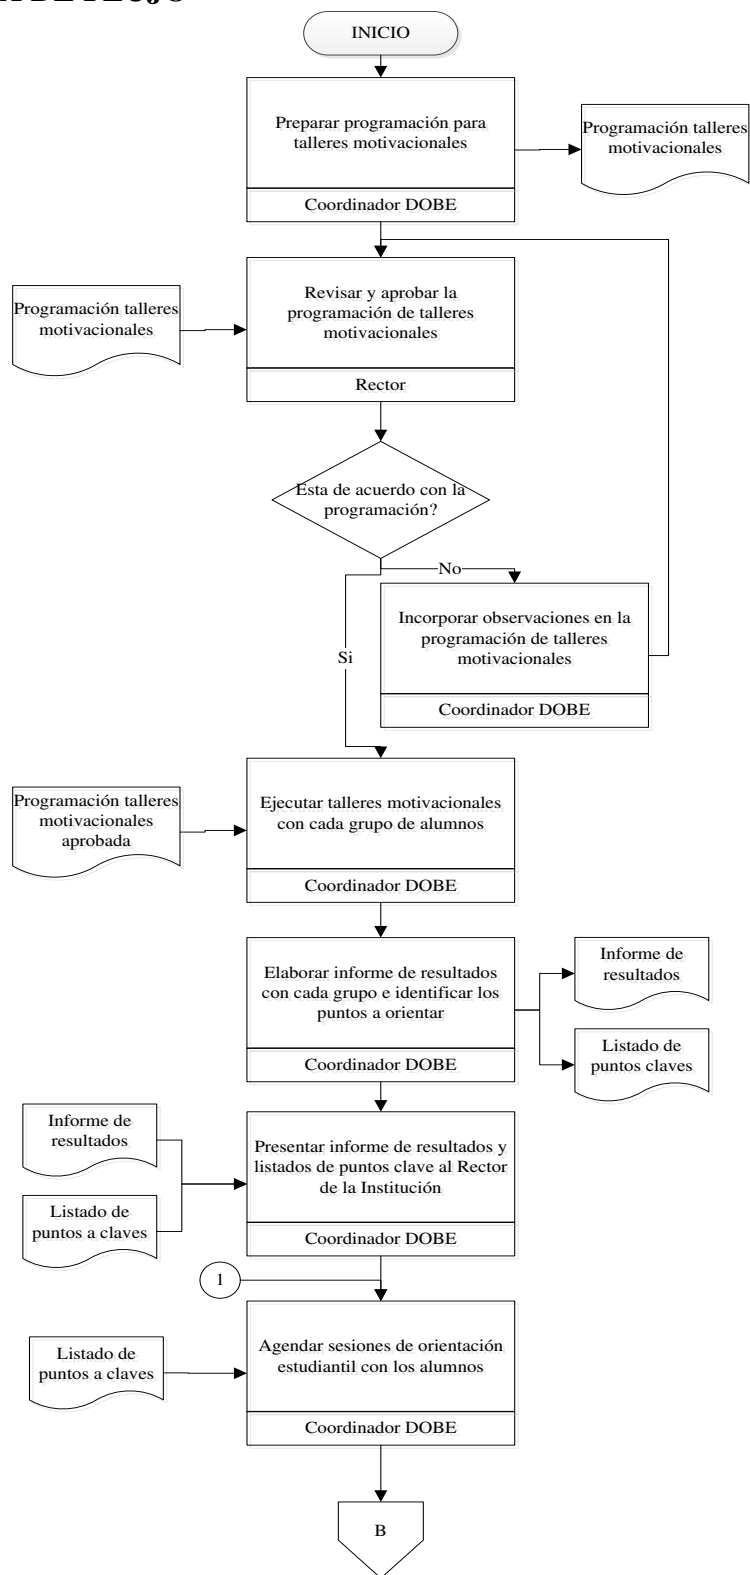 INICIO
Preparar programación para
talleres motivacionales
Coordinador DOBE
Programación talleres
motivacionales
Programación talleres
motivacionales
Revisar y aprobar la
programación de talleres
motivacionales
Rector
Esta de acuerdo con la
programación?
No
Si
Incorporar observaciones en la
programación de talleres
motivacionales
Coordinador DOBE
Programación talleres
motivacionales
aprobada
Ejecutar talleres motivacionales
con cada grupo de alumnos
Coordinador DOBE
Elaborar informe de resultados
con cada grupo e identificar los
puntos a orientar
Coordinador DOBE
Informe de
resultados
Listado de
puntos claves
Informe de
resultados
Listado de
puntos a claves
Presentar informe de resultados y
listados de puntos clave al Rector
de la Institución
Coordinador DOBE
1
Listado de
puntos a claves
Agendar sesiones de orientación
estudiantil con los alumnos
Coordinador DOBE
B